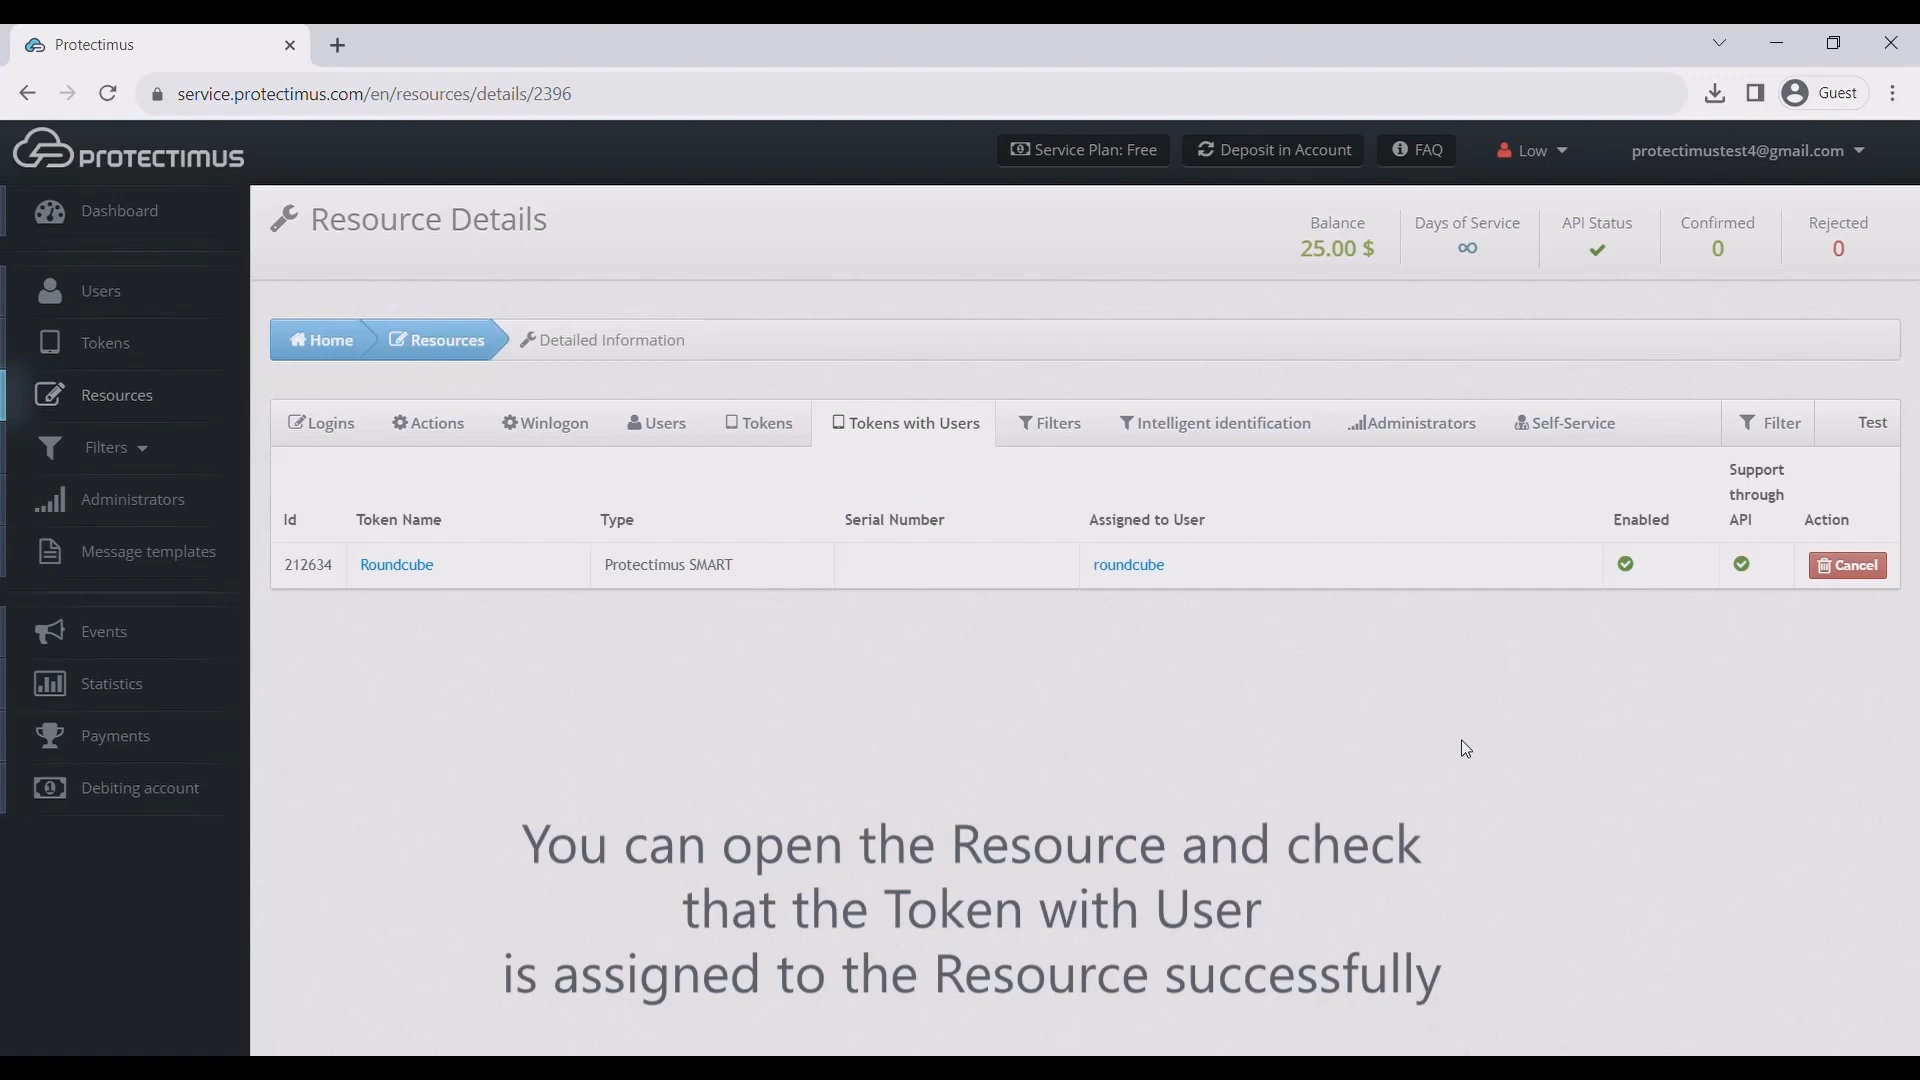 Protectimus
service.protectimus.com/en/resources/details/2396
Guest
PROTECTIMUS
Service Plan: Free
Deposit in Account
FAQ
Low
protectimustest4@gmail.com
Dashboard
Users
Tokens
Resources
Filters
Administrators
Message templates
Events
Statistics
Payments
Debiting account
Resource Details
Balance
25.00 $
Days of Service
∞
API Status
Confirmed
0
Rejected
0
Home
Resources
Detailed Information
Logins
Actions
Winlogon
Users
Tokens
Tokens with Users
Filters
Intelligent identification
Administrators
Self-Service
Filter
Test
Id
Token Name
Type
Serial Number
Assigned to User
Enabled
Support
through
API
Action
212634
Roundcube
Protectimus SMART
roundcube
Cancel
You can open the Resource and check
that the Token with User
is assigned to the Resource successfully